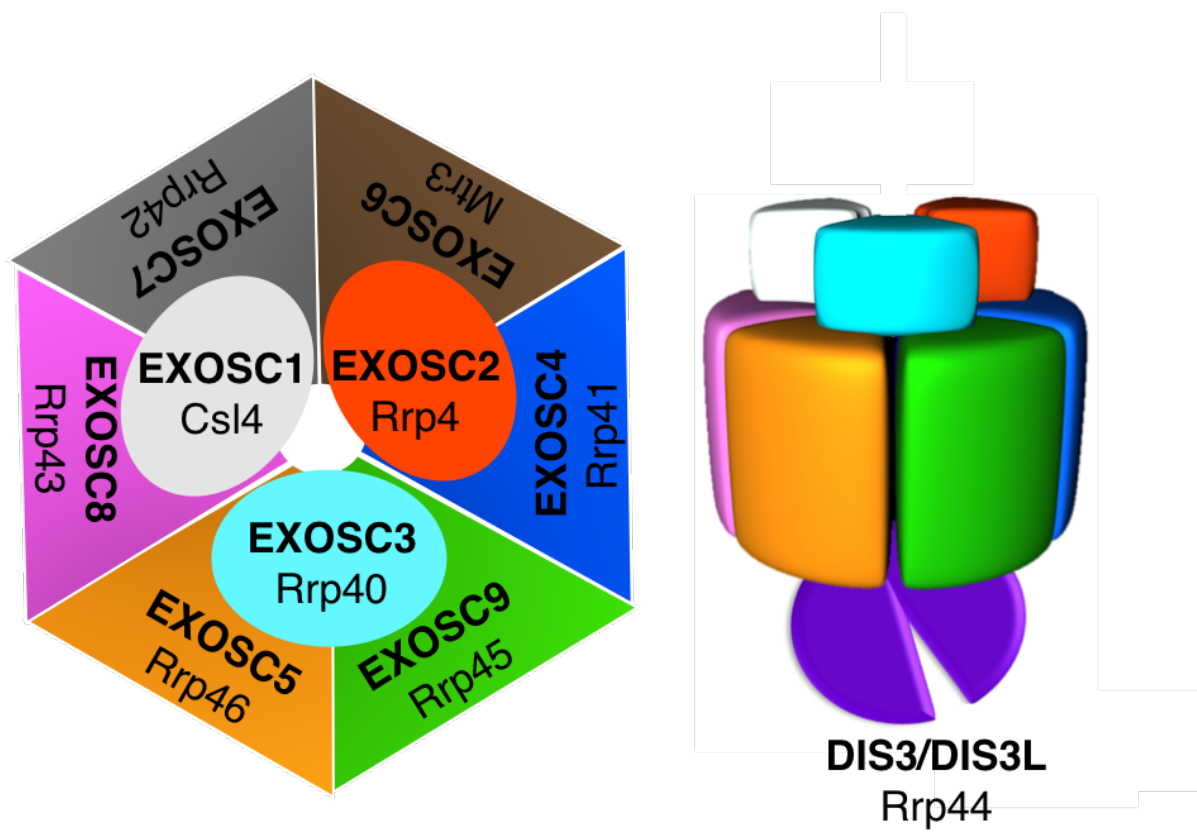 EXOSC7
Rrp42
EXOSC6
Mtr3
EXOSC8
Rrp43
EXOSC1
Csl4
EXOSC2
Rrp4
EXOSC4
Rrp41
EXOSC3
Rrp40
EXOSC5
Rrp46
EXOSC9
Rrp45
DIS3/DIS3L
Rrp44